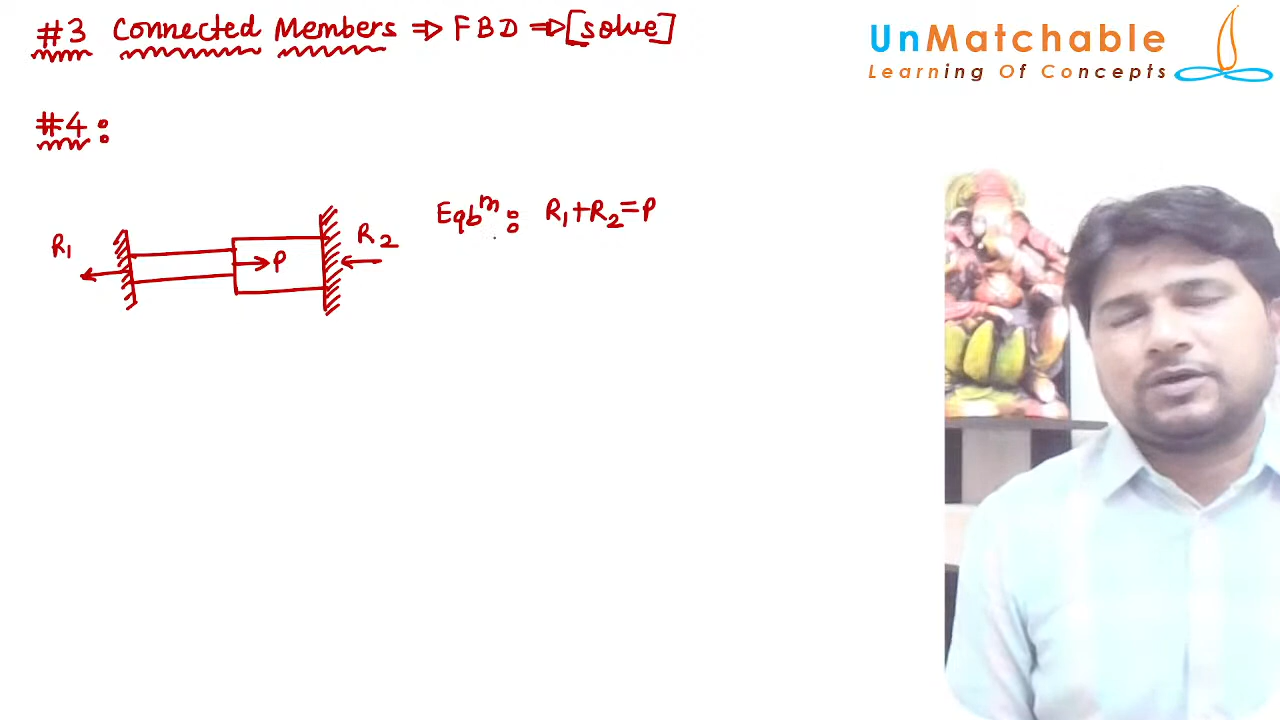 #3 Connected Members ⇒ FBD ⇒ [solve]
UnMatchable
Learning Of Concepts
#4 :
Eqbᵐ : R₁+R₂=P
R₁
P
R₂